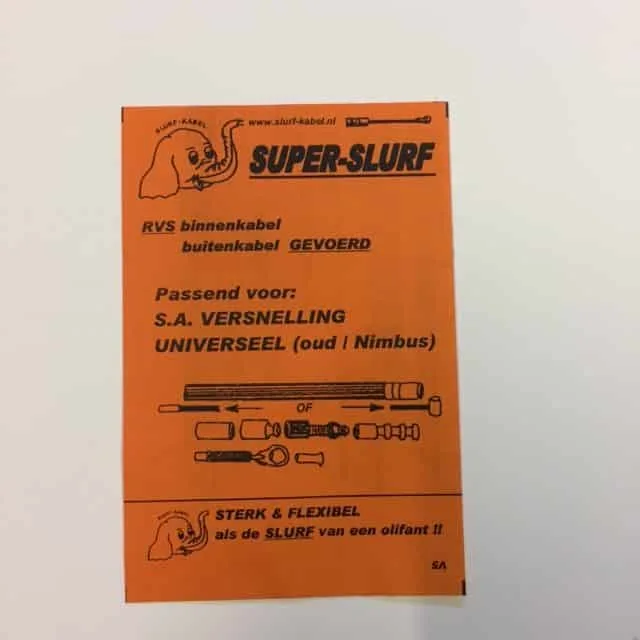 SLURF-KABEL
www.slurf-kabel.nl
SUPER-SLURF
RVS binnenkabel
buitenkabel GEVOERD
Passend voor:
S.A. VERSNELLING
UNIVERSEEL (oud / Nimbus)
OF
STERK & FLEXIBEL
als de SLURF van een olifant !!